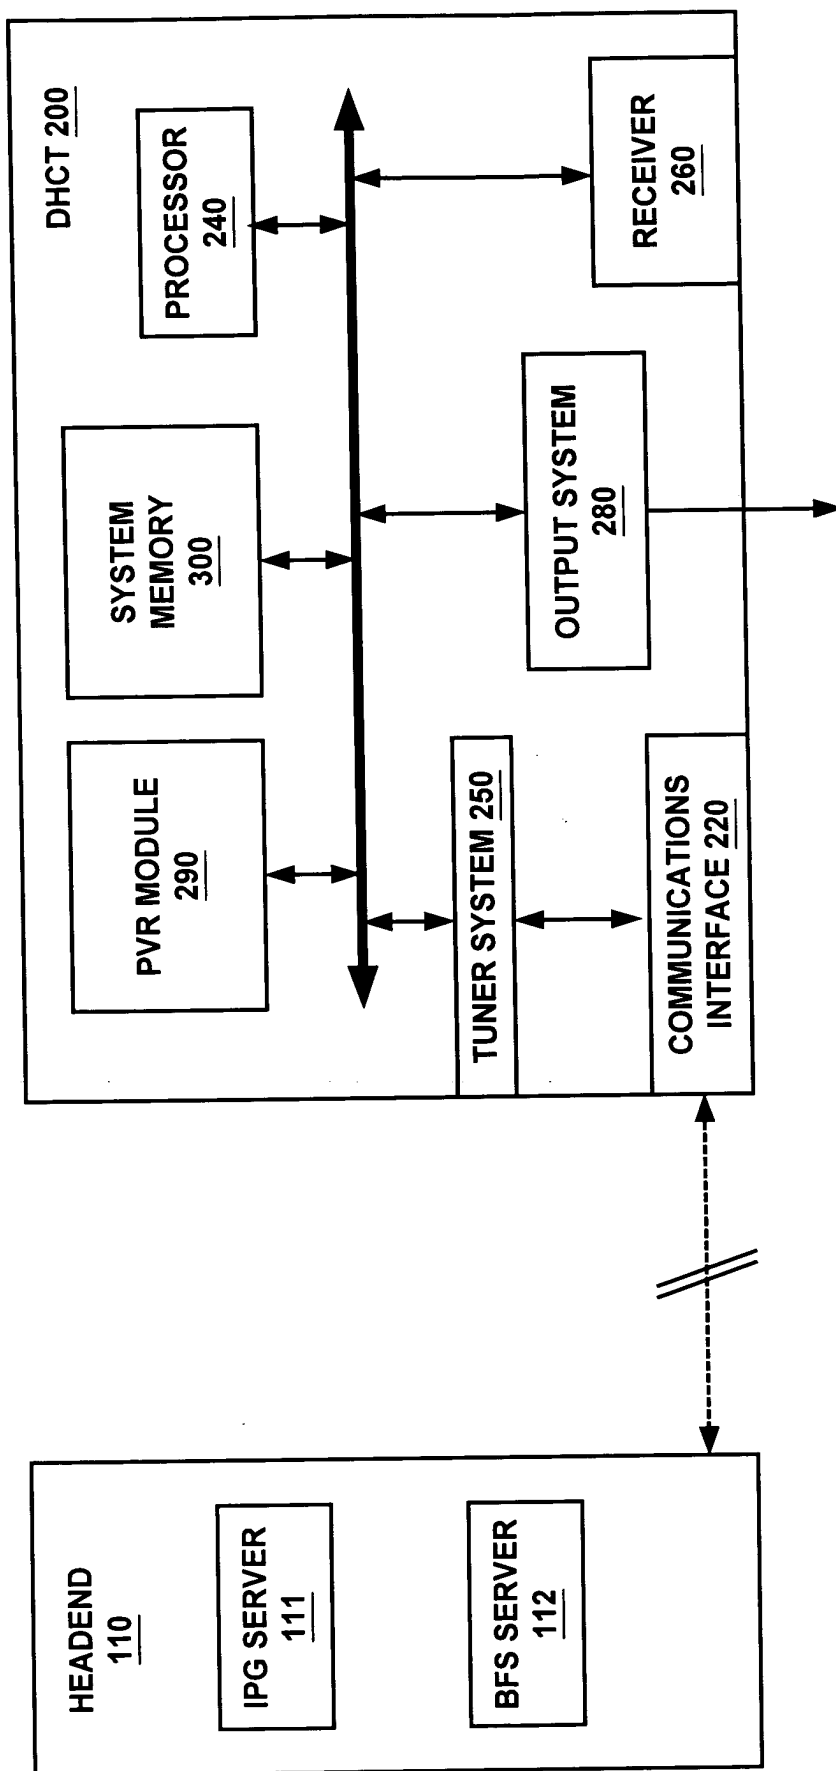 HEADEND
110
IPG SERVER
111
BFS SERVER
112
DHCT 200
PVR MODULE
290
SYSTEM
MEMORY
300
PROCESSOR
240
TUNER SYSTEM 250
COMMUNICATIONS
INTERFACE 220
OUTPUT SYSTEM
280
RECEIVER
260